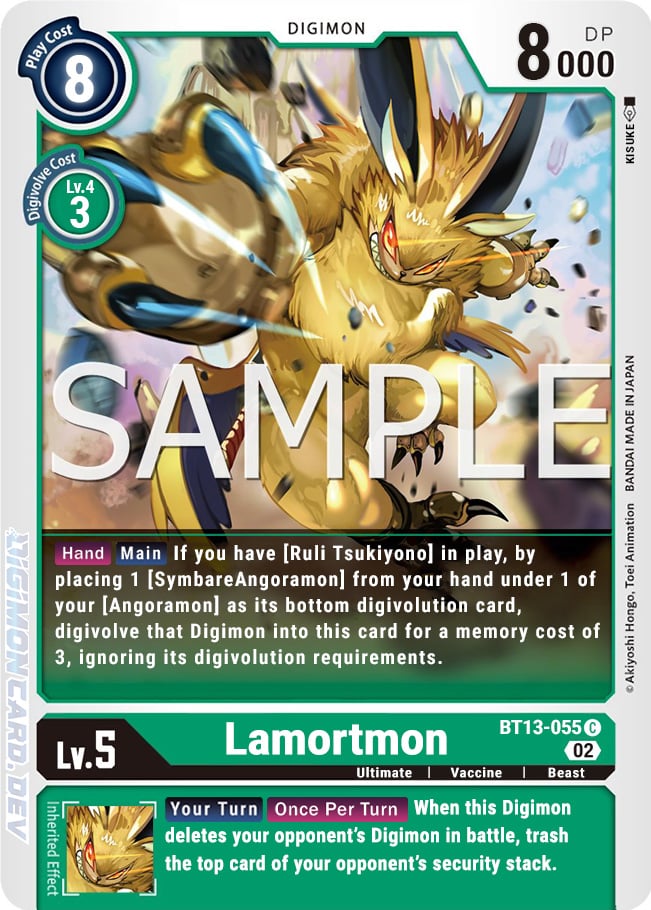 DIGIMON
Play Cost
8
DP
8000
Digivolve Cost
Lv.4
3
KISUKE
SAMPLE
[Hand] [Main] If you have [Ruli Tsukiyono] in play, by
placing 1 [SymbareAngoramon] from your hand under 1 of
your [Angoramon] as its bottom digivolution card,
digivolve that Digimon into this card for a memory cost of
3, ignoring its digivolution requirements.
© Akiyoshi Hongo, Toei Animation BANDAI MADE IN JAPAN
DIGIMONCARD.DEV
Lv.5
Lamortmon
BT13-055 C
02
Ultimate | Vaccine | Beast
Inherited Effect
Your Turn Once Per Turn When this Digimon
deletes your opponent's Digimon in battle, trash
the top card of your opponent's security stack.